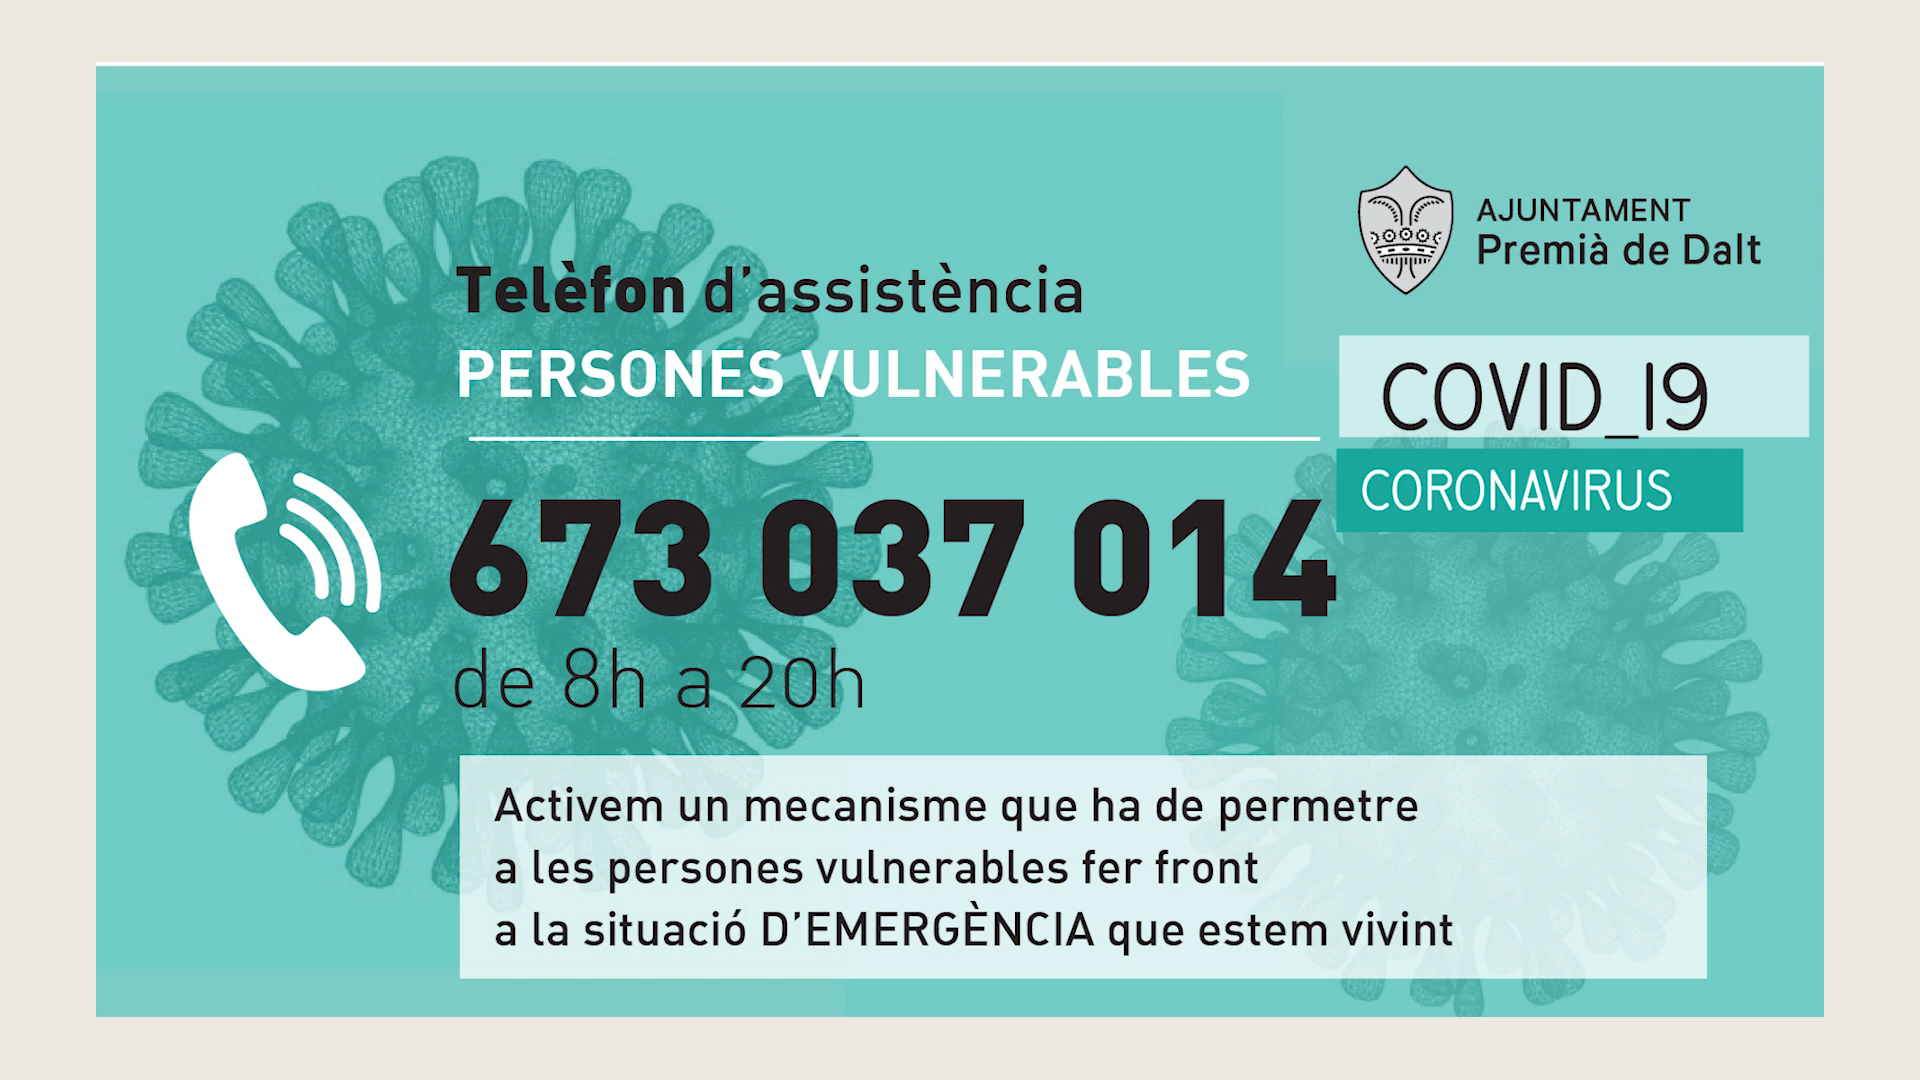 AJUNTAMENT
Premià de Dalt
Telèfon d'assistència
PERSONES VULNERABLES
COVID_19
CORONAVIRUS
673 037 014
de 8h a 20h
Activem un mecanisme que ha de permetre
a les persones vulnerables fer front
a la situació D'EMERGÈNCIA que estem vivint